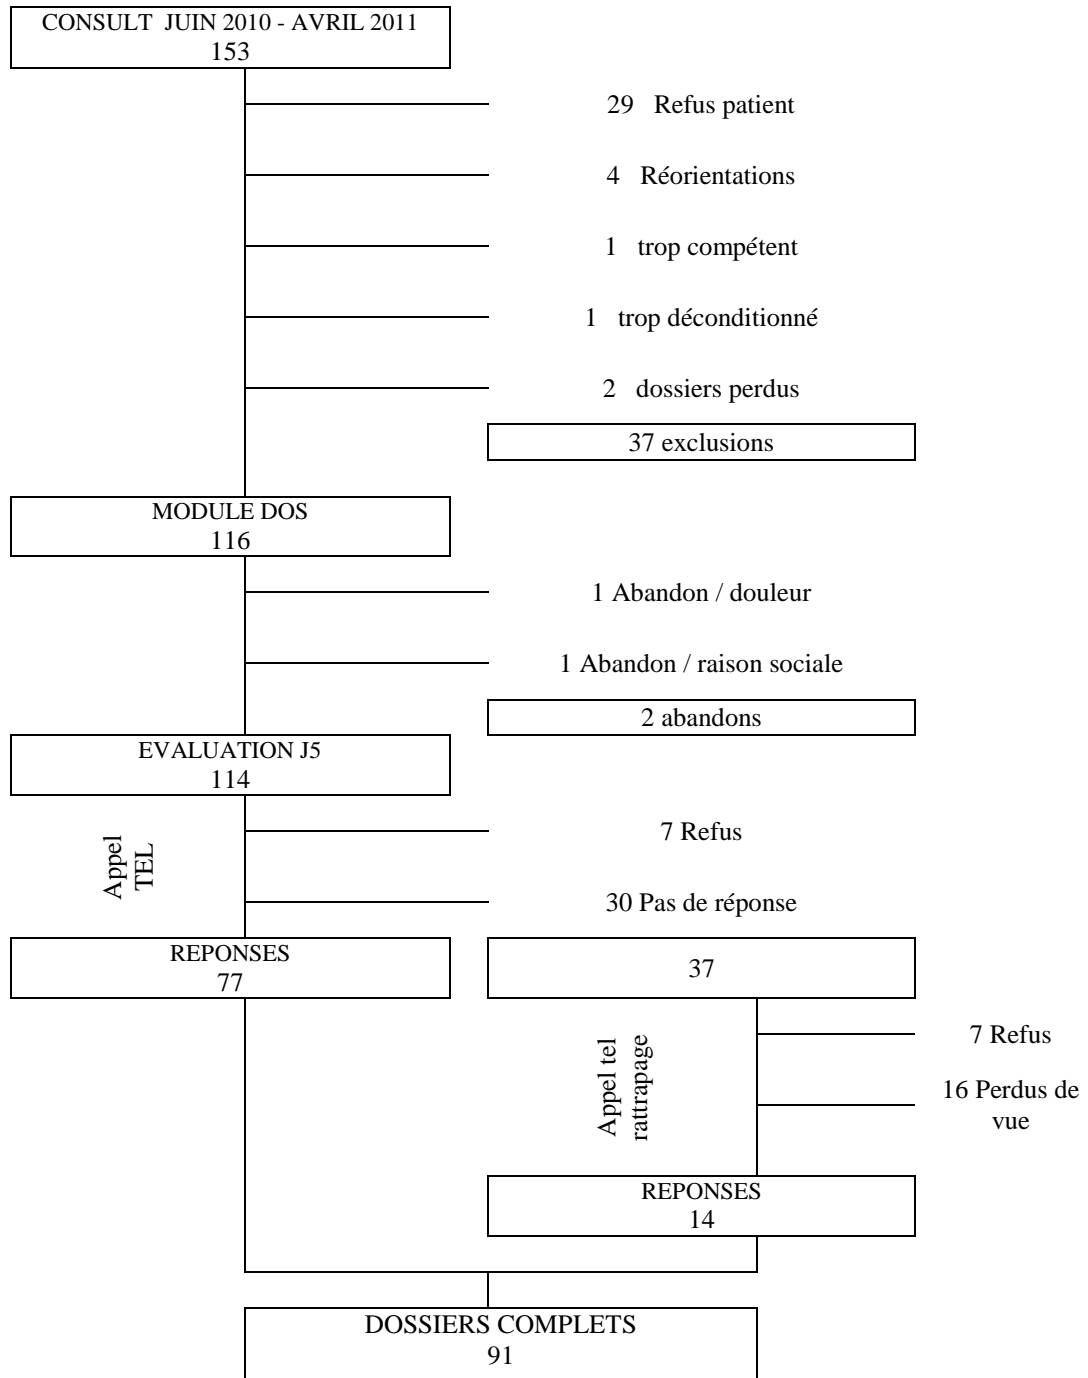 CONSULT JUIN 2010 - AVRIL 2011
153
29 Refus patient
4 Réorientations
1 trop compétent
1 trop déconditionné
2 dossiers perdus
37 exclusions
MODULE DOS
116
1 Abandon / douleur
1 Abandon / raison sociale
2 abandons
EVALUATION J5
114
Appel
TEL
7 Refus
30 Pas de réponse
REPONSES
77
37
Appel tel
rattrapage
7 Refus
16 Perdus de
vue
REPONSES
14
DOSSIERS COMPLETS
91